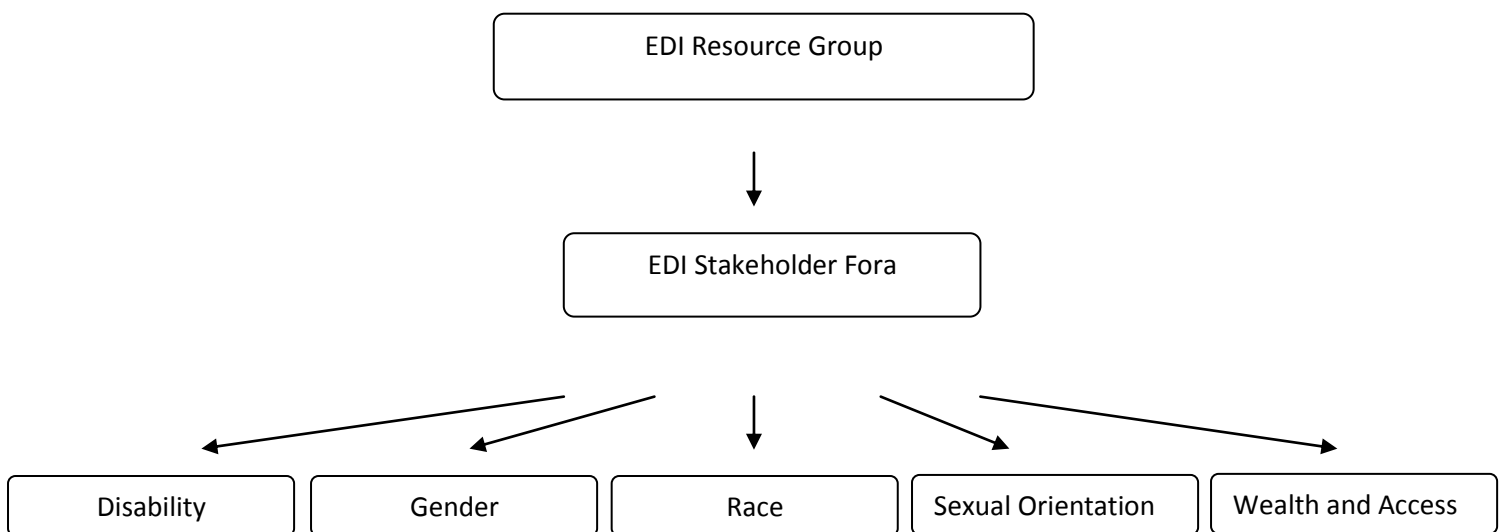 EDI Resource Group
EDI Stakeholder Fora
Disability
Gender
Race
Sexual Orientation
Wealth and Access